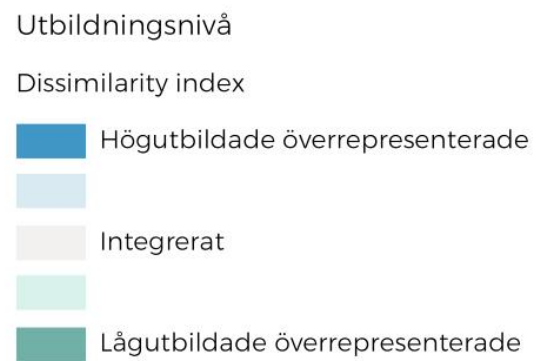 Utbildningsnivå
Dissimilarity index
Högutbildade överrepresenterade
Integrerat
Lågutbildade överrepresenterade